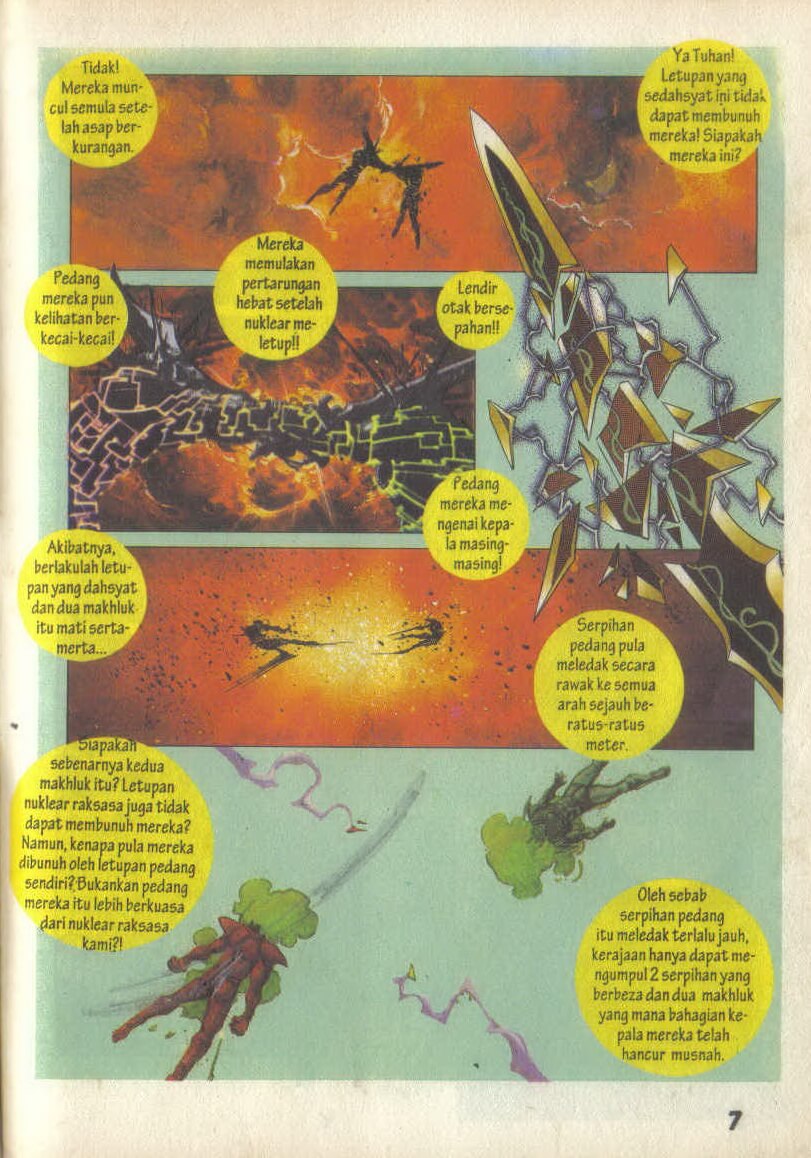 Tidak!
Mereka mun-
cul semula sete-
lah asap ber-
kurangan.
Ya Tuhan!
Letupan yang
sedahsyat ini tidak
dapat membunuh
mereka! Siapakah
mereka ini?
Mereka
memulakan
pertarungan
hebat setelah
nuklear me-
letup!!
Pedang
mereka pun
kelihatan ber-
kecai-kecai!
Lendir
otak berse-
pahan!!
Pedang
mereka me-
ngenai kepa-
la masing-
masing!
Akibatnya,
berlakulah letu-
pan yang dahsyat
dan dua makhluk
itu mati serta-
merta...
Serpihan
pedang pula
meledak secara
rawak ke semua
arah sejauh be-
ratus-ratus
meter.
Siapakah
sebenarnya kedua
makhluk itu? Letupan
nuklear raksasa juga tidak
dapat membunuh mereka?
Namun, kenapa pula mereka
dibunuh oleh letupan pedang
sendiri? Bukankan pedang
mereka itu lebih berkuasa
dari nuklear raksasa
kami?!
Oleh sebab
serpihan pedang
itu meledak terlalu jauh,
kerajaan hanya dapat me-
ngumpul 2 serpihan yang
berbeza dan dua makhluk
yang mana bahagian ke-
pala mereka telah
hancur musnah.
7